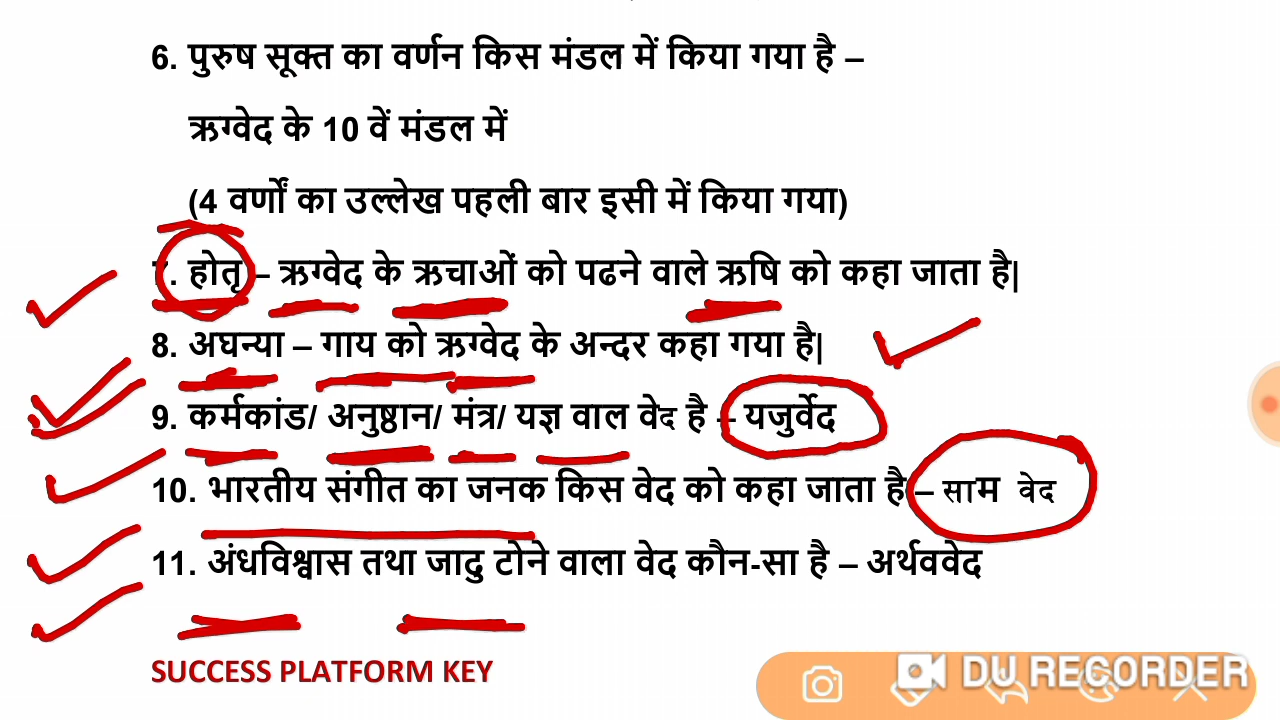 6. पुरुष सूक्त का वर्णन किस मंडल में किया गया है –
ऋग्वेद के 10 वें मंडल में
(4 वर्णों का उल्लेख पहली बार इसी में किया गया)
7. होतृ – ऋग्वेद के ऋचाओं को पढने वाले ऋषि को कहा जाता है|
8. अघन्या – गाय को ऋग्वेद के अन्दर कहा गया है|
9. कर्मकांड/ अनुष्ठान/ मंत्र/ यज्ञ वाल वेद है – यजुर्वेद
10. भारतीय संगीत का जनक किस वेद को कहा जाता है – साम वेद
11. अंधविश्वास तथा जादु टोने वाला वेद कौन-सा है – अर्थववेद
SUCCESS PLATFORM KEY
DU RECORDER